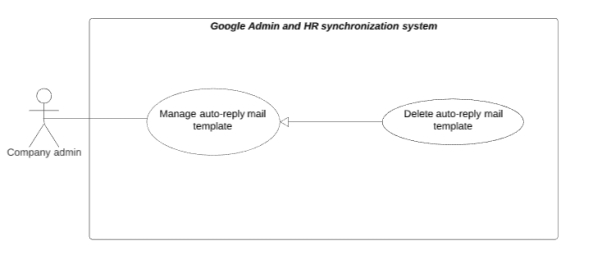 Google Admin and HR synchronization system
Manage auto-reply mail
template
Delete auto-reply mail
template
Company admin